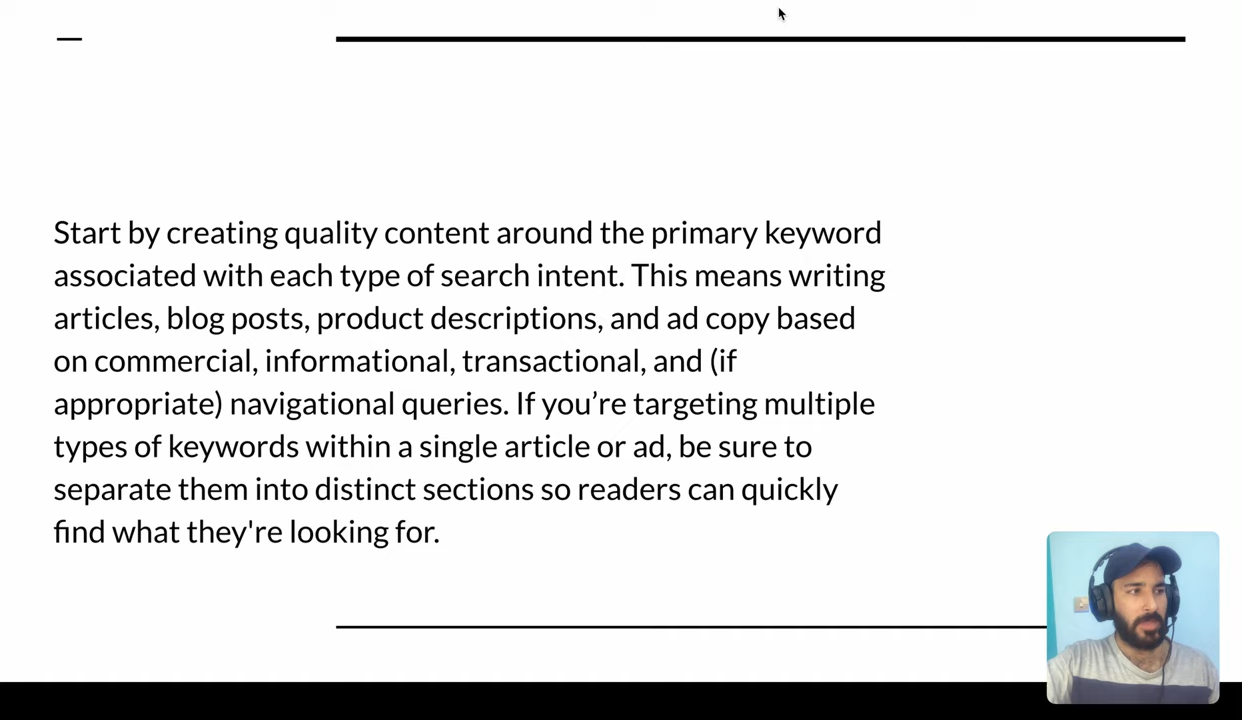 Start by creating quality content around the primary keyword
associated with each type of search intent. This means writing
articles, blog posts, product descriptions, and ad copy based
on commercial, informational, transactional, and (if
appropriate) navigational queries. If you’re targeting multiple
types of keywords within a single article or ad, be sure to
separate them into distinct sections so readers can quickly
find what they're looking for.